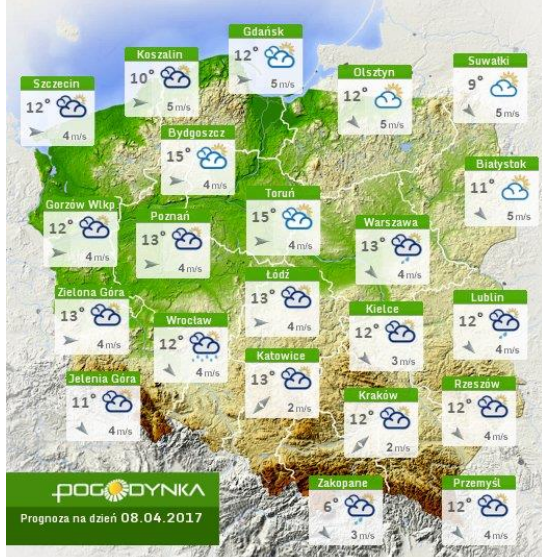 Gdańsk
12°
5 m/s
Koszalin
10°
5 m/s
Suwałki
9°
5 m/s
Olsztyn
12°
5 m/s
Szczecin
12°
4 m/s
Bydgoszcz
15°
4 m/s
Białystok
11°
5 m/s
Toruń
15°
4 m/s
Gorzów Wlkp
12°
4 m/s
Poznań
13°
4 m/s
Warszawa
13°
4 m/s
Łódź
13°
4 m/s
Zielona Góra
13°
4 m/s
Lublin
12°
4 m/s
Kielce
12°
3 m/s
Wrocław
12°
4 m/s
Katowice
13°
2 m/s
Jelenia Góra
11°
4 m/s
Rzeszów
12°
4 m/s
Kraków
12°
2 m/s
Zakopane
6°
3 m/s
Przemyśl
12°
4 m/s
POGODYNKA
Prognoza na dzień 08.04.2017